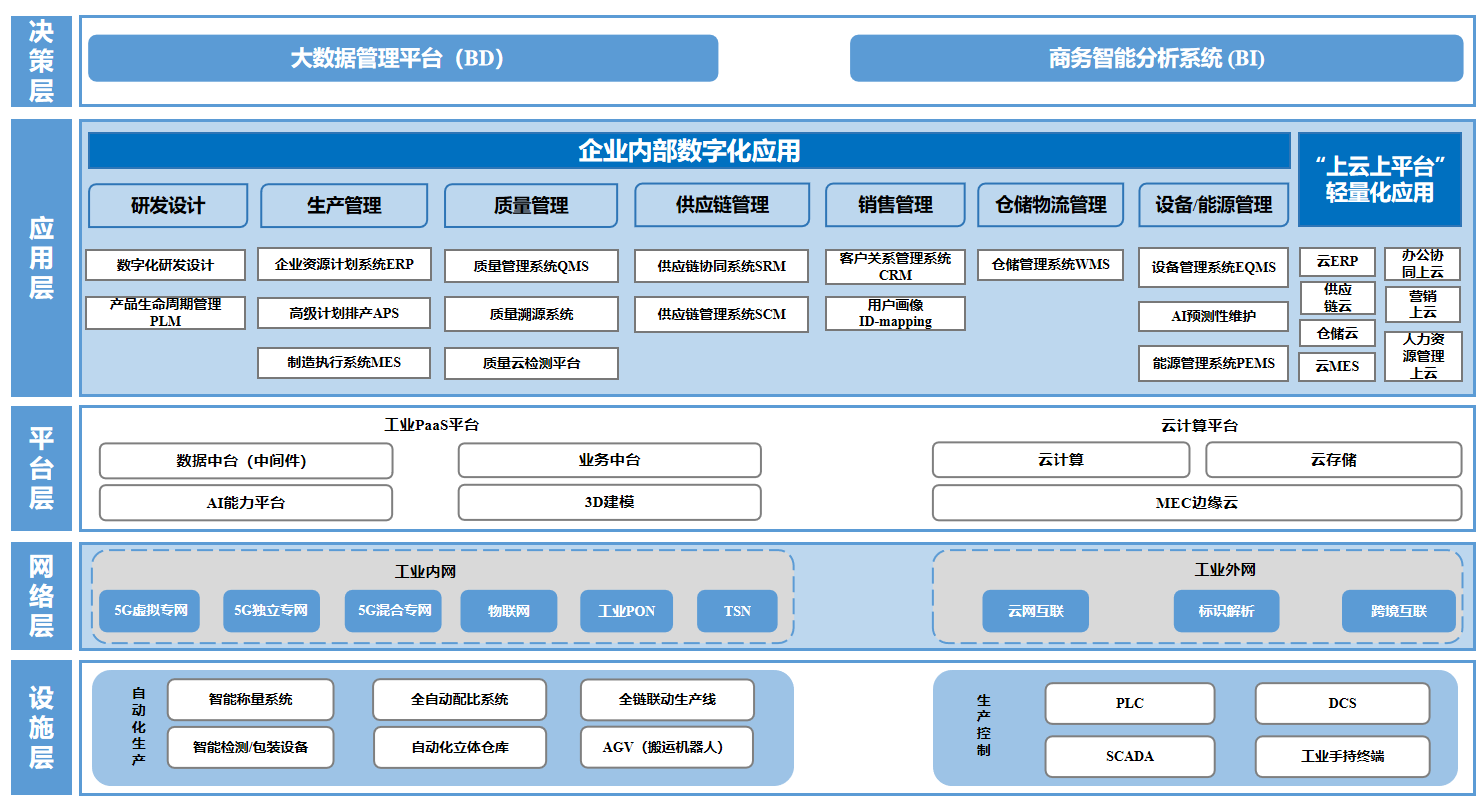 决策层
大数据管理平台（BD）
商务智能分析系统 (BI)
应用层
企业内部数字化应用
“上云上平台”
轻量化应用
研发设计
生产管理
质量管理
供应链管理
销售管理
仓储物流管理
设备/能源管理
数字化研发设计
产品生命周期管理
PLM
企业资源计划系统ERP
高级计划排产APS
制造执行系统MES
质量管理系统QMS
质量溯源系统
质量云检测平台
供应链协同系统SRM
供应链管理系统SCM
客户关系管理系统
CRM
用户画像
ID-mapping
仓储管理系统WMS
设备管理系统EQMS
AI预测性维护
能源管理系统PEMS
云ERP
供应
链云
仓储云
云MES
办公协
同上云
营销
上云
人力资
源管理
上云
平台层
工业PaaS平台
数据中台（中间件）
业务中台
AI能力平台
3D建模
云计算平台
云计算
云存储
MEC边缘云
网络层
工业内网
5G虚拟专网
5G独立专网
5G混合专网
物联网
工业PON
TSN
工业外网
云网互联
标识解析
跨境互联
设施层
自动化生产
智能称量系统
全自动配比系统
全链联动生产线
智能检测/包装设备
自动化立体仓库
AGV（搬运机器人）
生产控制
PLC
DCS
SCADA
工业手持终端